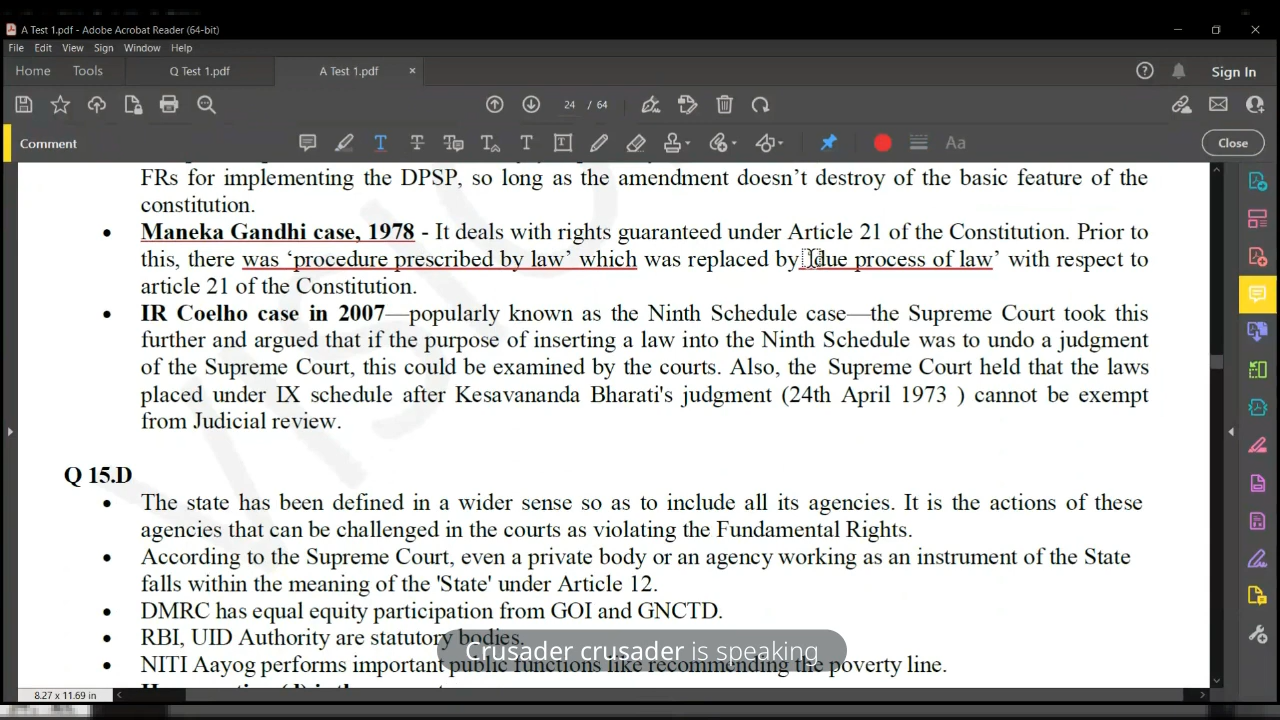 A Test 1.pdf - Adobe Acrobat Reader (64-bit)
File Edit View Sign Window Help
Home Tools Q Test 1.pdf A Test 1.pdf × Sign In
24 / 64
Comment Aa Close
FRs for implementing the DPSP, so long as the amendment doesn't destroy of the basic feature of the
constitution.
• Maneka Gandhi case, 1978 - It deals with rights guaranteed under Article 21 of the Constitution. Prior to
this, there was ‘procedure prescribed by law’ which was replaced by ‘due process of law’ with respect to
article 21 of the Constitution.
• IR Coelho case in 2007—popularly known as the Ninth Schedule case—the Supreme Court took this
further and argued that if the purpose of inserting a law into the Ninth Schedule was to undo a judgment
of the Supreme Court, this could be examined by the courts. Also, the Supreme Court held that the laws
placed under IX schedule after Kesavananda Bharati's judgment (24th April 1973 ) cannot be exempt
from Judicial review.
Q 15.D
• The state has been defined in a wider sense so as to include all its agencies. It is the actions of these
agencies that can be challenged in the courts as violating the Fundamental Rights.
• According to the Supreme Court, even a private body or an agency working as an instrument of the State
falls within the meaning of the 'State' under Article 12.
• DMRC has equal equity participation from GOI and GNCTD.
• RBI, UID Authority are statutory bodies.
Crusader crusader is speaking
• NITI Aayog performs important public functions like recommending the poverty line.
8.27 x 11.69 in